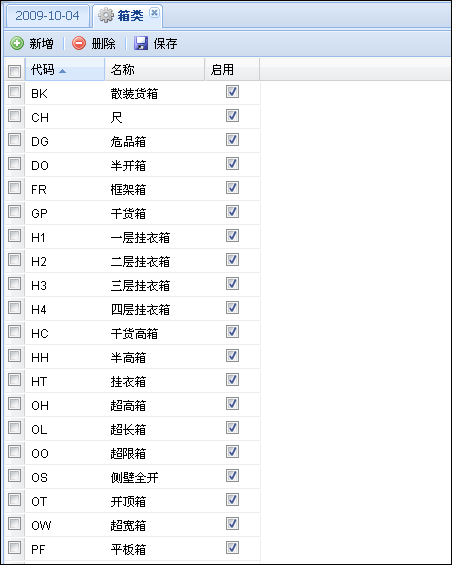 2009-10-04 箱类
新增 删除 保存
代码 名称 启用
BK 散装货箱
CH 尺
DG 危品箱
DO 半开箱
FR 框架箱
GP 干货箱
H1 一层挂衣箱
H2 二层挂衣箱
H3 三层挂衣箱
H4 四层挂衣箱
HC 干货高箱
HH 半高箱
HT 挂衣箱
OH 超高箱
OL 超长箱
OO 超限箱
OS 侧壁全开
OT 开顶箱
OW 超宽箱
PF 平板箱